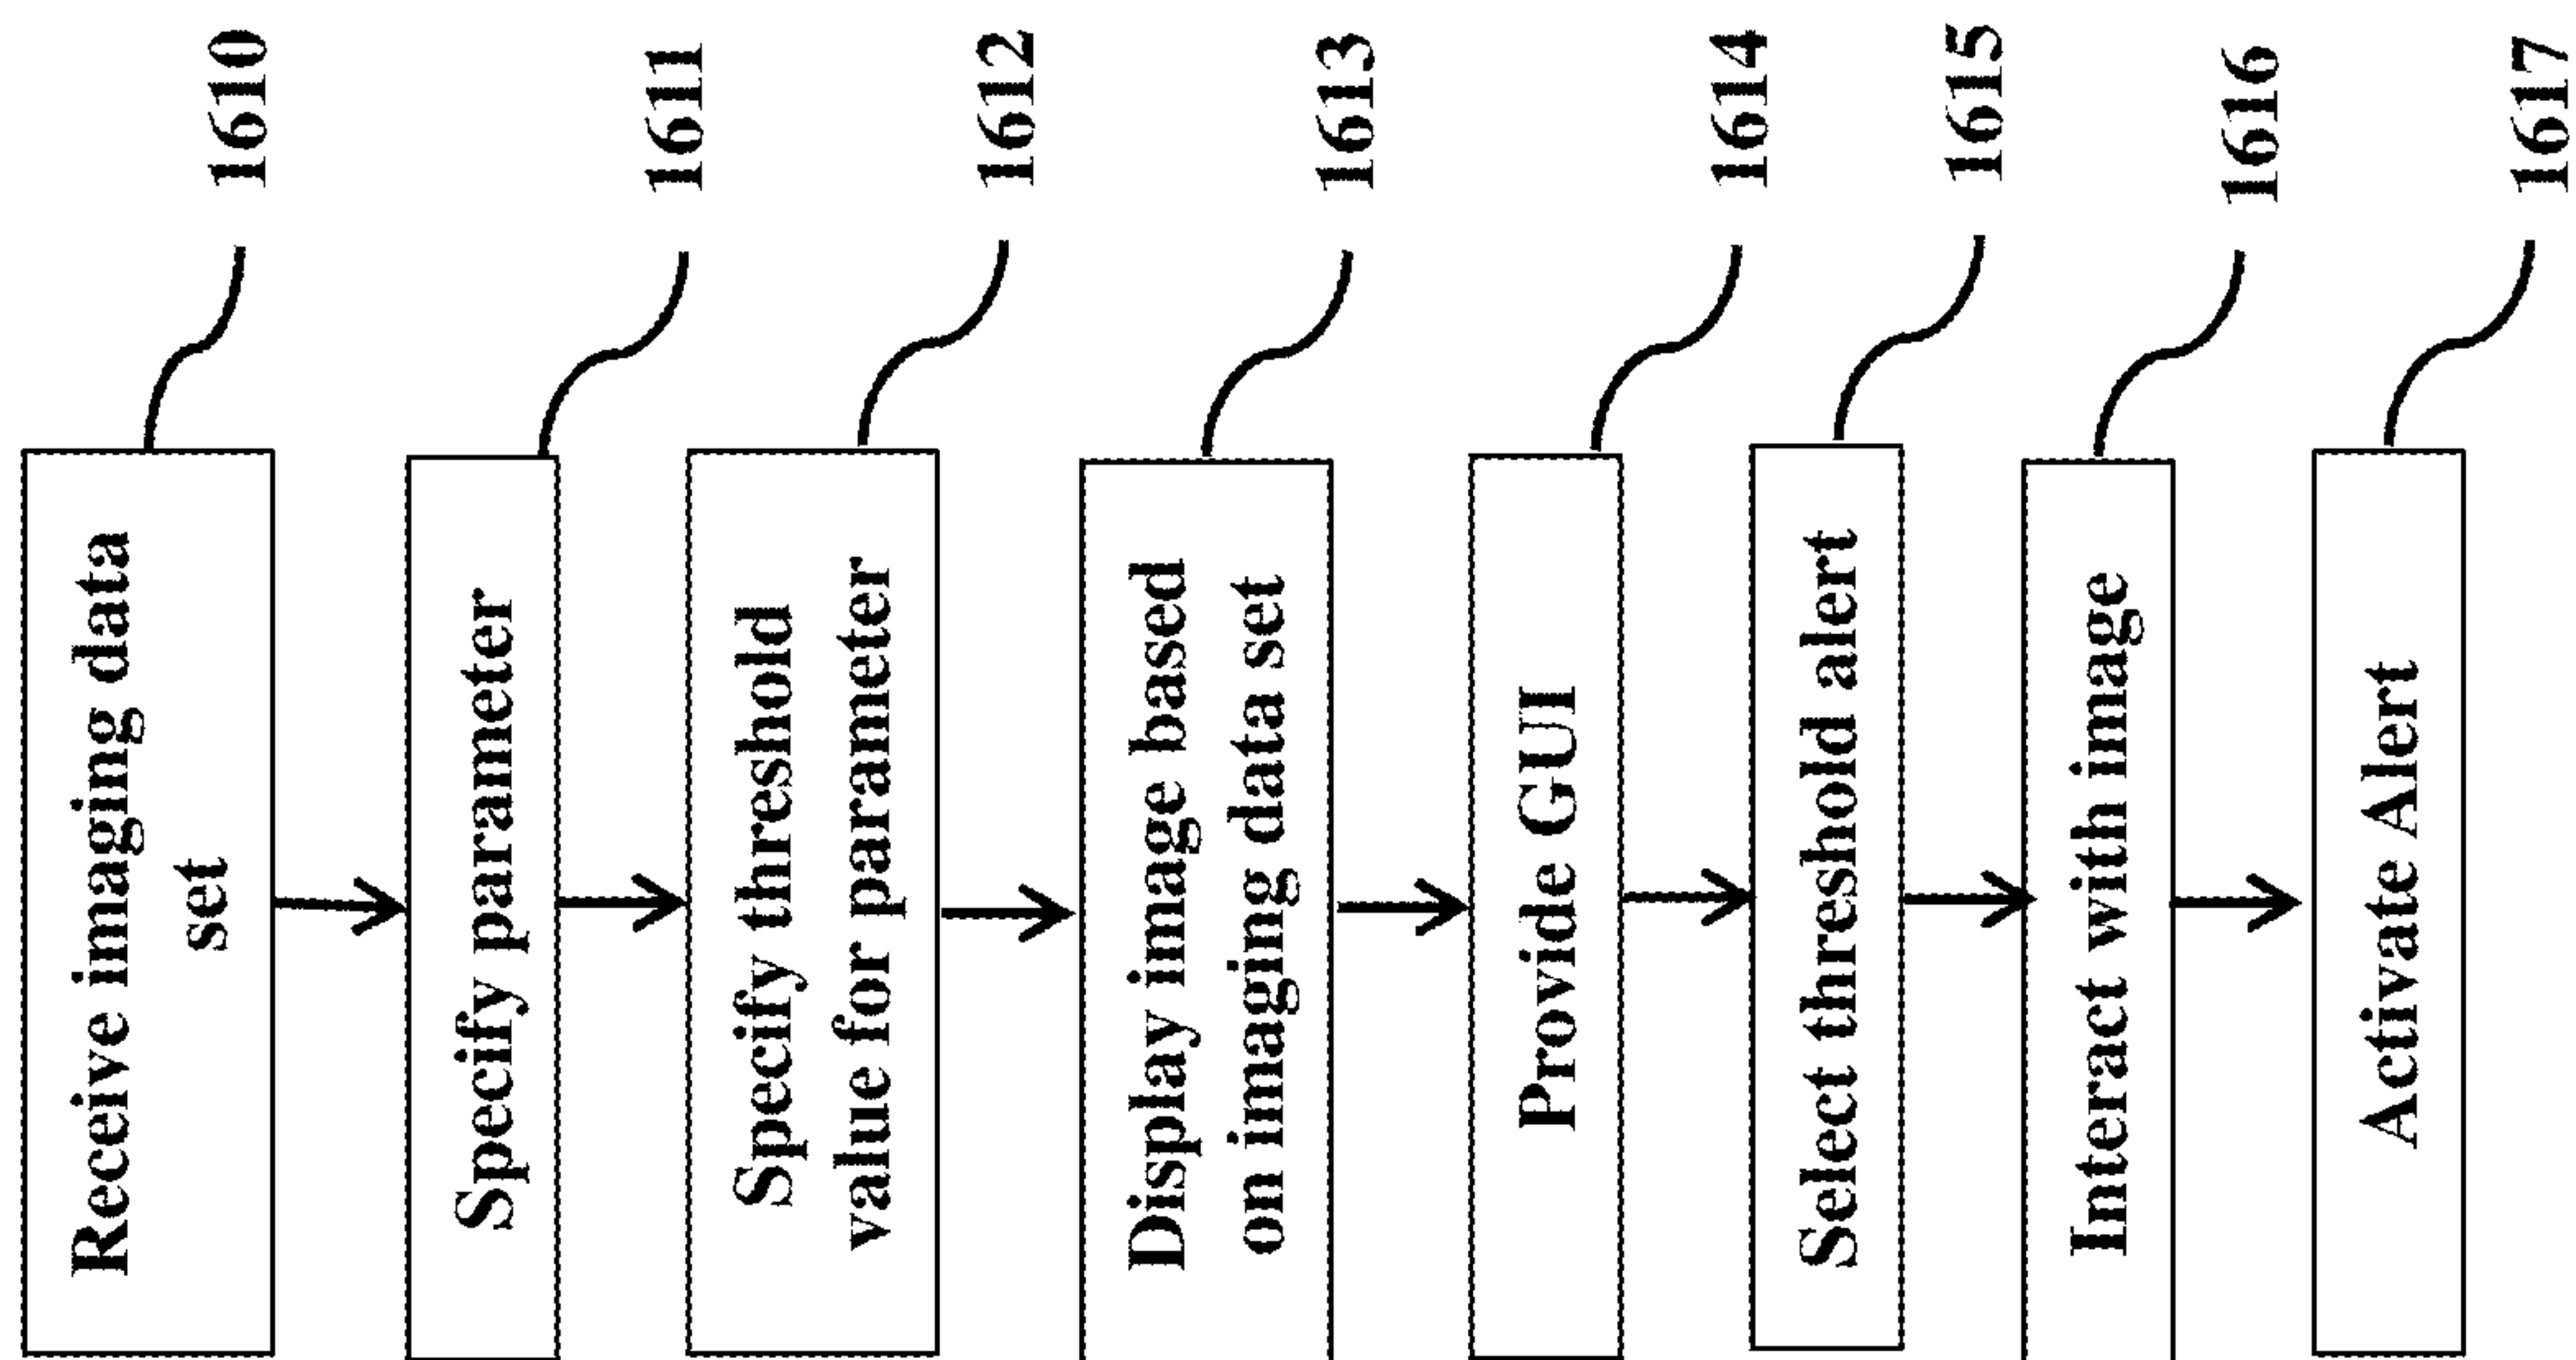 Receive imaging data
set
1610
Specify parameter
1611
Specify threshold
value for parameter
1612
Display image based
on imaging data set
1613
Provide GUI
1614
Select threshold alert
1615
Interact with image
1616
Activate Alert
1617